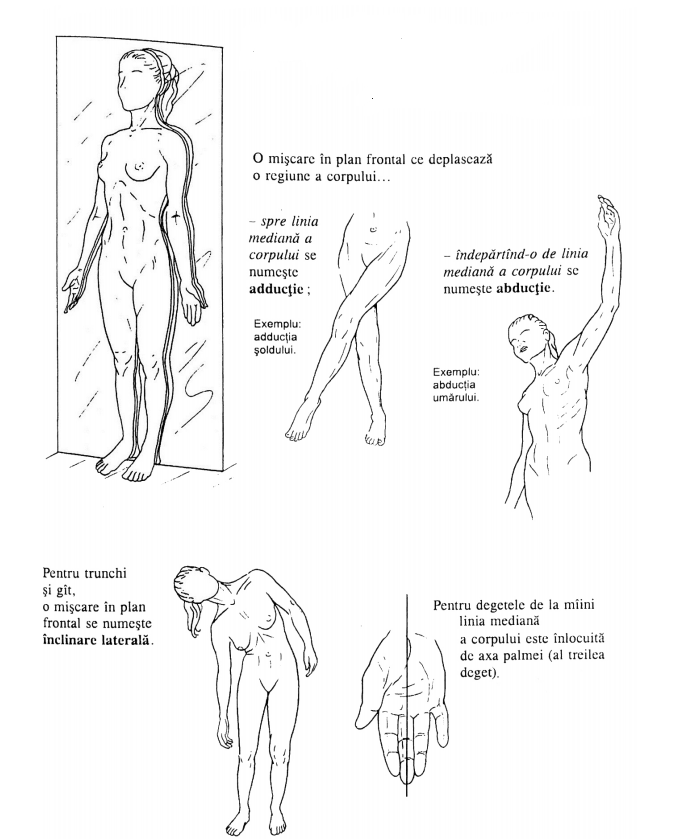 O mişcare în plan frontal ce deplasează
o regiune a corpului...
– spre linia
mediană a
corpului se
numeşte
adducţie ;
Exemplu:
adducţia
şoldului.
– îndepărtînd-o de linia
mediană a corpului se
numeşte abducţie.
Exemplu:
abducţia
umărului.
Pentru trunchi
şi gît,
o mişcare în plan
frontal se numeşte
înclinare laterală.
Pentru degetele de la mîini
linia mediană
a corpului este înlocuită
de axa palmei (al treilea
deget).